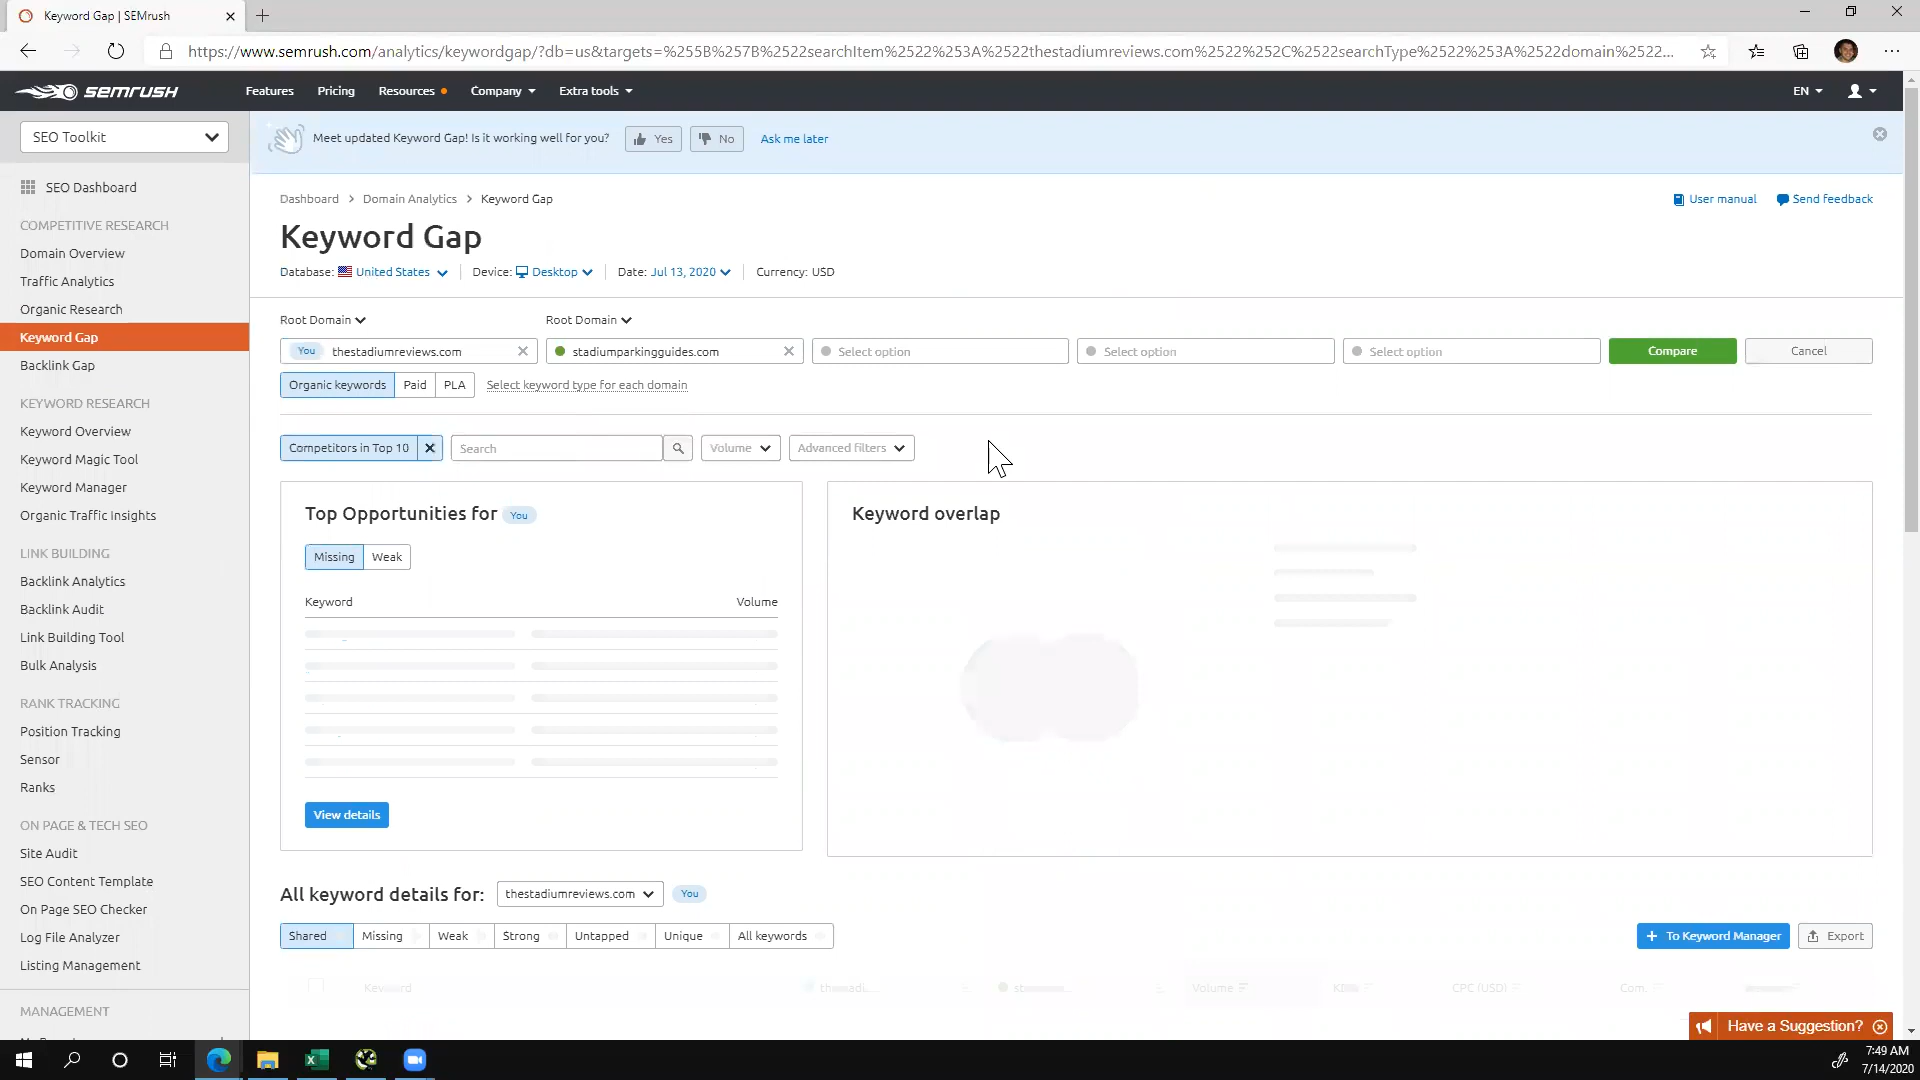 Keyword Gap | SEMrush
https://www.semrush.com/analytics/keywordgap/?db=us&targets=%255B%257B%2522searchItem%2522%253A%2522thestadiumreviews.com%2522%252C%2522searchType%2522%253A%2522domain%2522...
semrush
Features Pricing Resources Company Extra tools EN
SEO Toolkit
Meet updated Keyword Gap! Is it working well for you? Yes No Ask me later
SEO Dashboard
COMPETITIVE RESEARCH
Domain Overview
Traffic Analytics
Organic Research
Keyword Gap
Backlink Gap
KEYWORD RESEARCH
Keyword Overview
Keyword Magic Tool
Keyword Manager
Organic Traffic Insights
LINK BUILDING
Backlink Analytics
Backlink Audit
Link Building Tool
Bulk Analysis
RANK TRACKING
Position Tracking
Sensor
Ranks
ON PAGE & TECH SEO
Site Audit
SEO Content Template
On Page SEO Checker
Log File Analyzer
Listing Management
MANAGEMENT
Dashboard > Domain Analytics > Keyword Gap
User manual Send feedback
Keyword Gap
Database: United States Device: Desktop Date: Jul 13, 2020 Currency: USD
Root Domain Root Domain
You thestadiumreviews.com stadiumparkingguides.com Select option Select option Select option Compare Cancel
Organic keywords Paid PLA Select keyword type for each domain
Competitors in Top 10 Search Volume Advanced filters
Top Opportunities for You
Missing Weak
Keyword Volume
View details
Keyword overlap
All keyword details for: thestadiumreviews.com You
Shared Missing Weak Strong Untapped Unique All keywords
+ To Keyword Manager Export
Keyword Volume CPC (USD) Com.
Have a Suggestion?
7:49 AM
7/14/2020